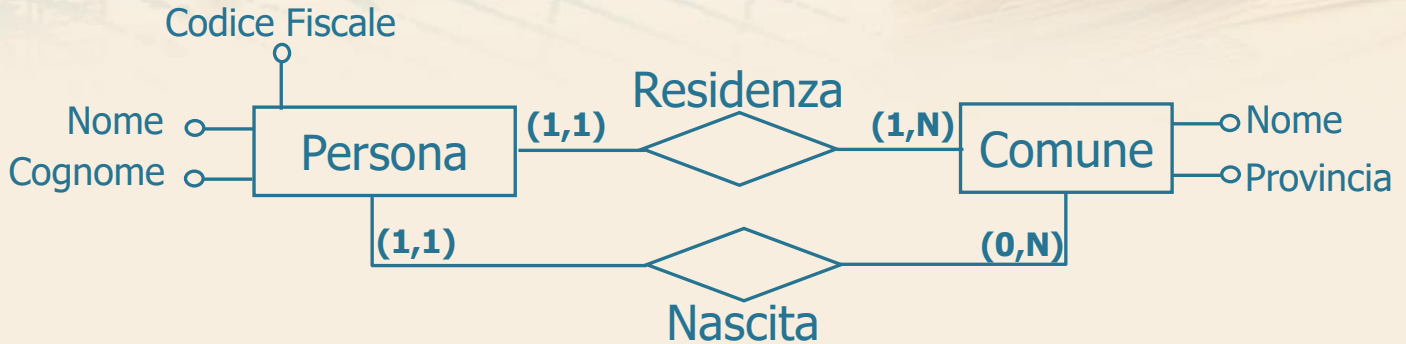 Codice Fiscale
Residenza
Nome (1,1) (1,N) Nome
Persona Comune
Cognome Provincia
(1,1) (0,N)
Nascita